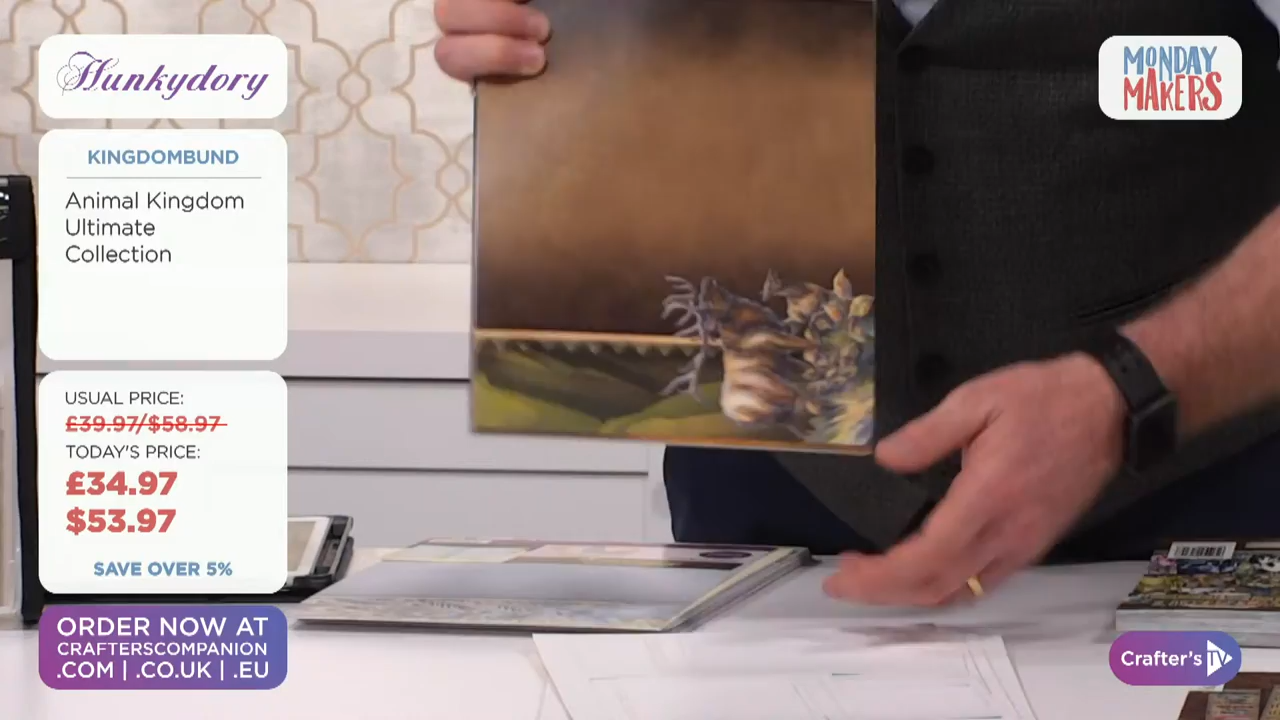 Hunkydory
KINGDOMBUND
Animal Kingdom
Ultimate
Collection
USUAL PRICE:
£39.97/$58.97
TODAY'S PRICE:
£34.97
$53.97
SAVE OVER 5%
ORDER NOW AT
CRAFTERSCOMPANION
.COM | .CO.UK | .EU
MONDAY
MAKERS
Crafter's TV